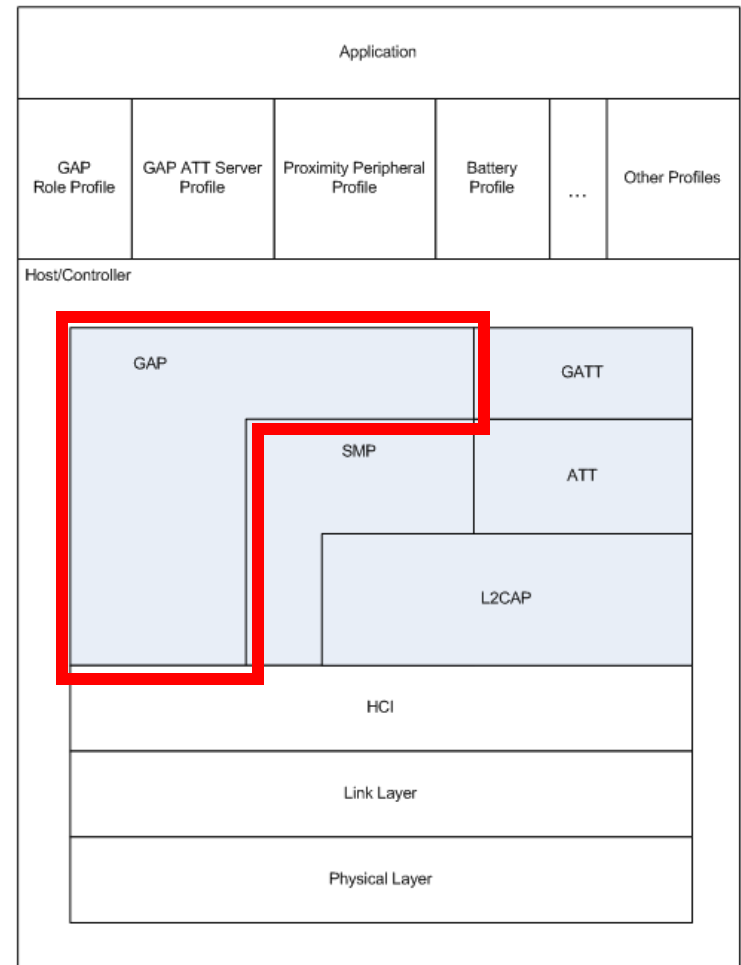 Application
GAP
Role Profile
GAP ATT Server
Profile
Proximity Peripheral
Profile
Battery
Profile
...
Other Profiles
Host/Controller
GAP
GATT
SMP
ATT
L2CAP
HCI
Link Layer
Physical Layer